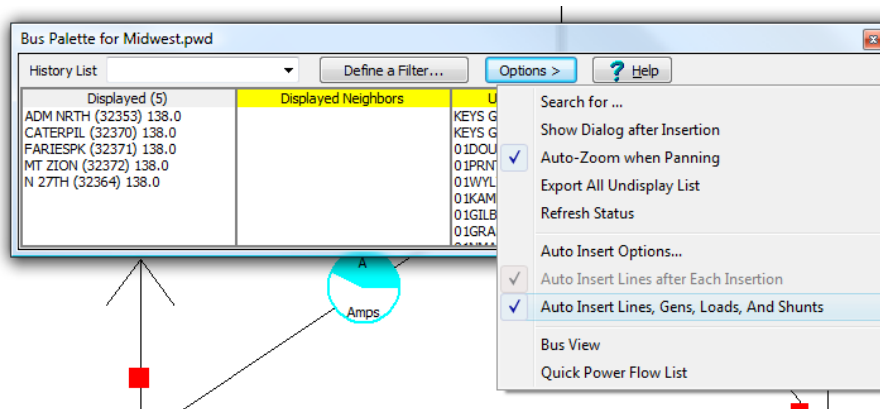 Bus Palette for Midwest.pwd
History List
Define a Filter...
Options >
? Help
Displayed (5)
Displayed Neighbors
ADM NRTH (32353) 138.0
CATERPIL (32370) 138.0
FARIESPK (32371) 138.0
MT ZION (32372) 138.0
N 27TH (32364) 138.0
KEYS G
KEYS G
01DOU
01PRN
01WYL
01KAM
01GILB
01GRA
Search for ...
Show Dialog after Insertion
Auto-Zoom when Panning
Export All Undisplay List
Refresh Status
Auto Insert Options...
Auto Insert Lines after Each Insertion
Auto Insert Lines, Gens, Loads, And Shunts
Bus View
Quick Power Flow List
A
Amps